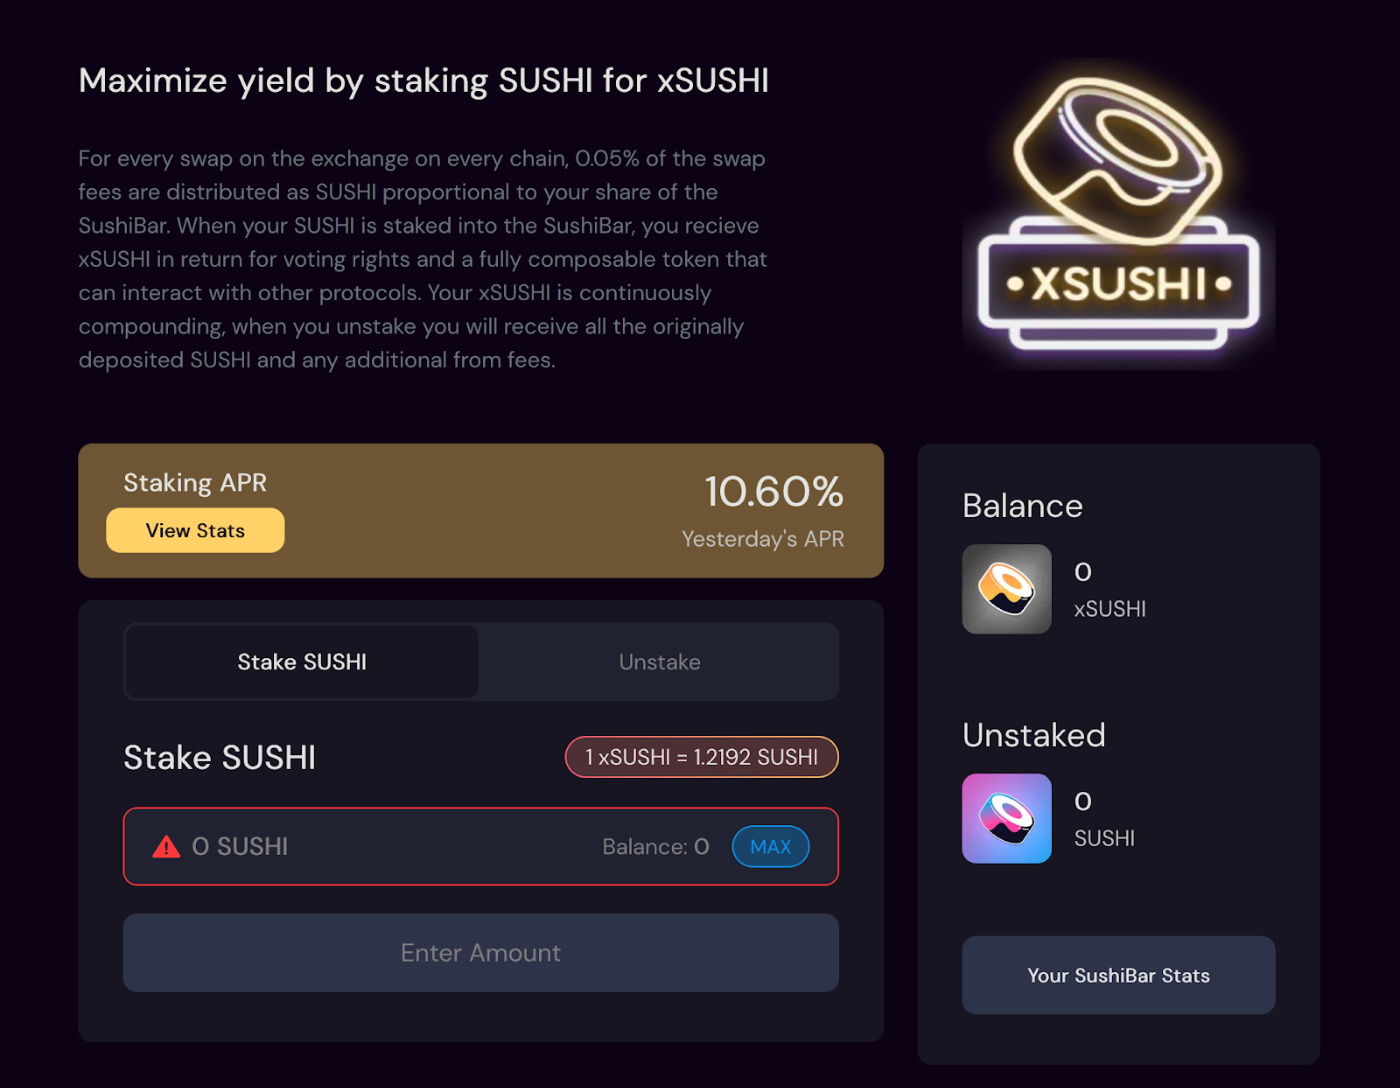 Maximize yield by staking SUSHI for xSUSHI
For every swap on the exchange on every chain, 0.05% of the swap
fees are distributed as SUSHI proportional to your share of the
SushiBar. When your SUSHI is staked into the SushiBar, you recieve
xSUSHI in return for voting rights and a fully composable token that
can interact with other protocols. Your xSUSHI is continuously
compounding, when you unstake you will receive all the originally
deposited SUSHI and any additional from fees.
• XSUSHI •
Staking APR
View Stats
10.60%
Yesterday's APR
Stake SUSHI
Unstake
Stake SUSHI
1 xSUSHI = 1.2192 SUSHI
0 SUSHI
Balance: 0
MAX
Enter Amount
Balance
0
xSUSHI
Unstaked
0
SUSHI
Your SushiBar Stats